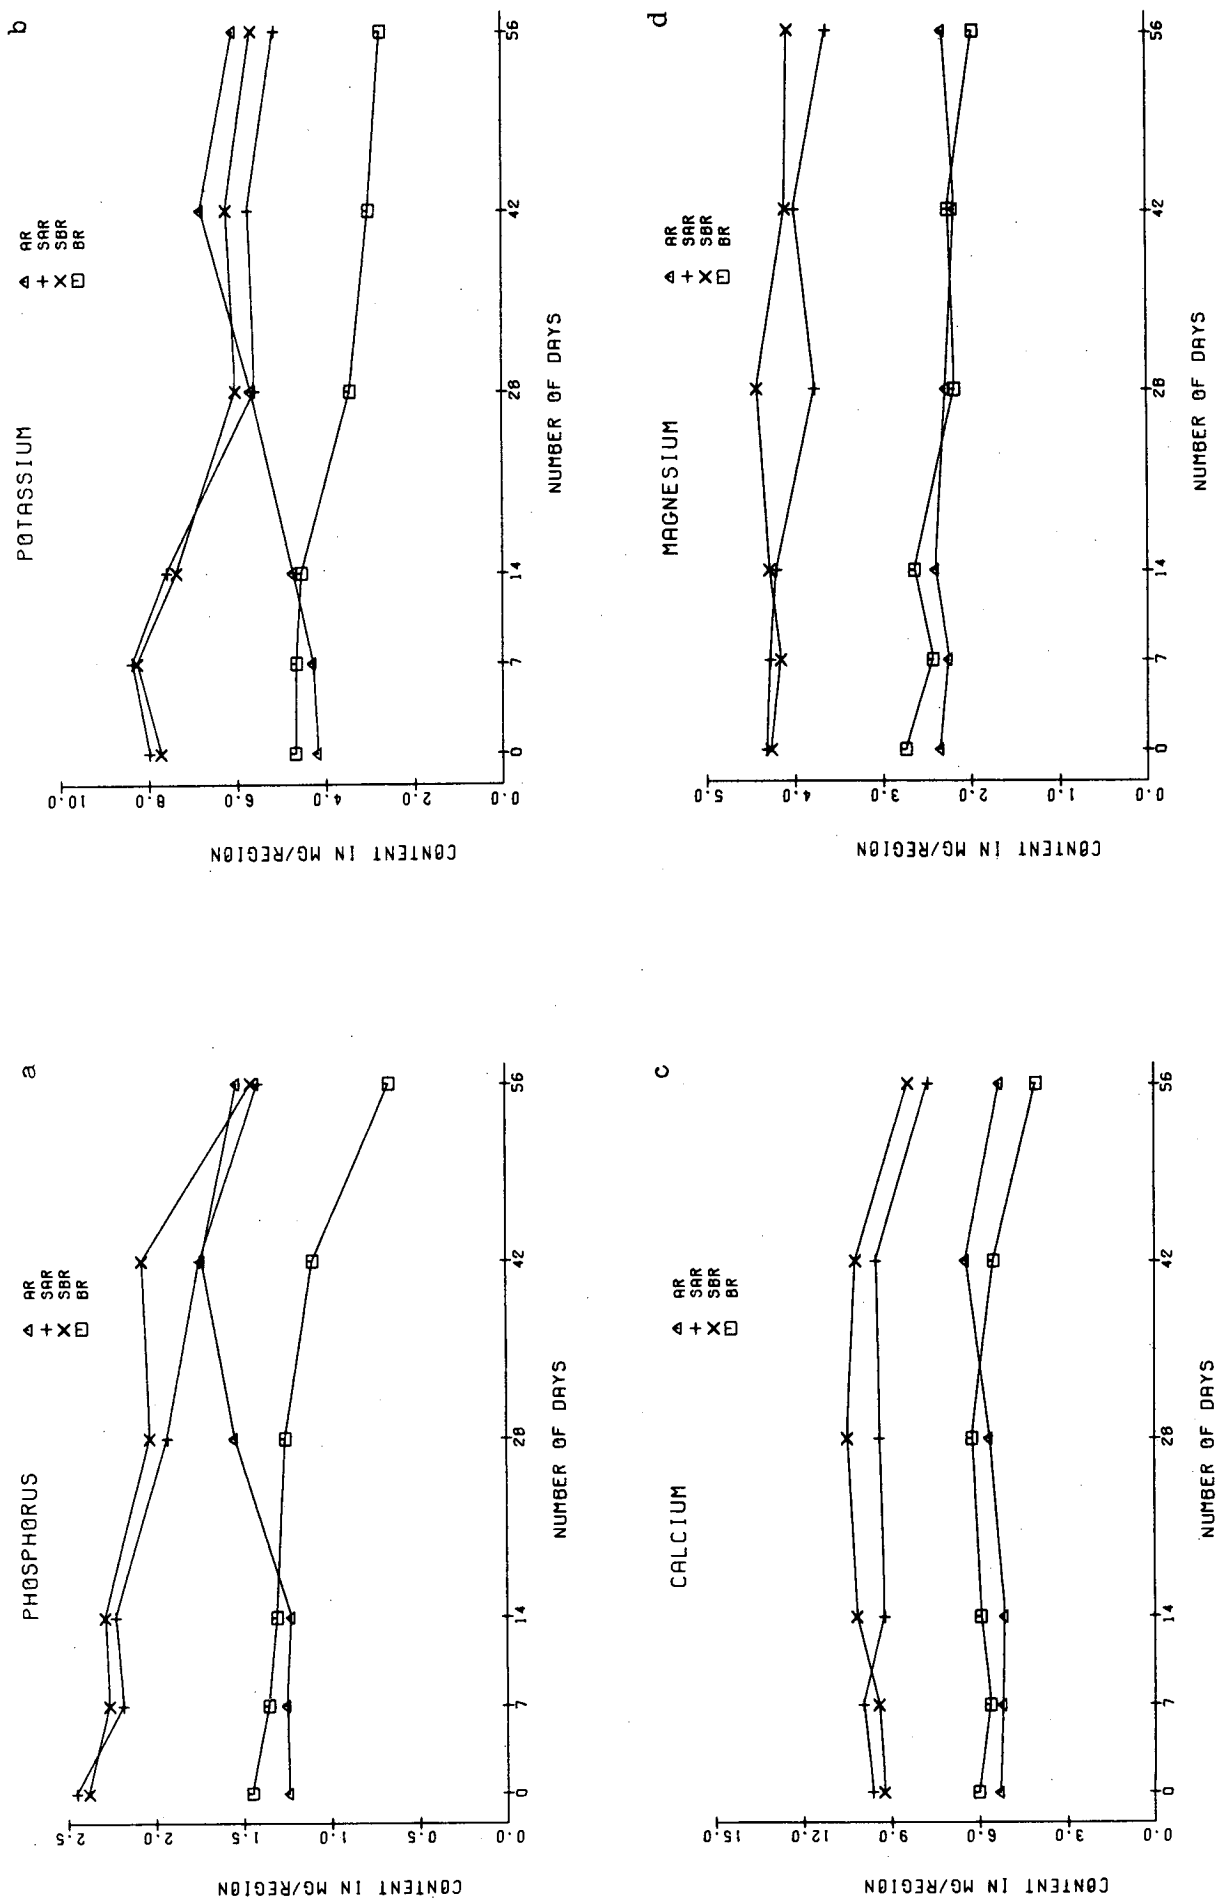 a
PHOSPHORUS
△ AR
+ SAR
× SBR
□ BR
CONTENT IN MG/REGION
2.5
2.0
1.5
1.0
0.5
0.0
0 7 14 28 42 56
NUMBER OF DAYS
b
POTASSIUM
△ AR
+ SAR
× SBR
□ BR
CONTENT IN MG/REGION
10.0
8.0
6.0
4.0
2.0
0.0
0 7 14 28 42 56
NUMBER OF DAYS
c
CALCIUM
△ AR
+ SAR
× SBR
□ BR
CONTENT IN MG/REGION
15.0
12.0
9.0
6.0
3.0
0.0
0 7 14 28 42 56
NUMBER OF DAYS
d
MAGNESIUM
△ AR
+ SAR
× SBR
□ BR
CONTENT IN MG/REGION
5.0
4.0
3.0
2.0
1.0
0.0
0 7 14 28 42 56
NUMBER OF DAYS